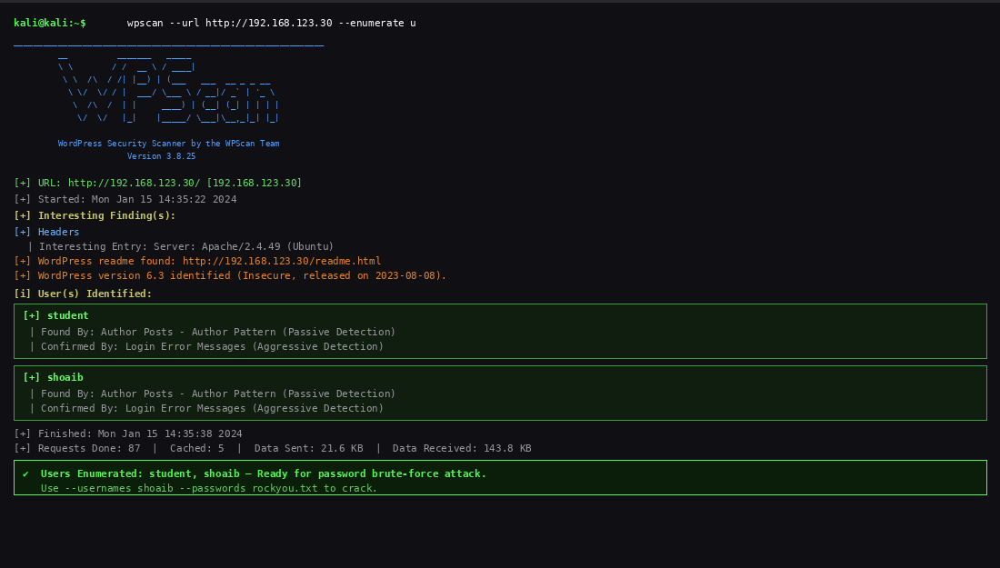 kali@kali:~$ wpscan --url http://192.168.123.30 --enumerate u
_______________________________________________________________
         __          _______   _____
         \ \        / /  __ \ / ____|
          \ \  /\  / /| |__) | (___   ___  __ _ _ __
           \ \/  \/ / |  ___/ \___ \ / __|/ _` | '_ \
            \  /\  /  | |     ____) | (__| (_| | | | |
             \/  \/   |_|    |_____/ \___|\__,_|_| |_|
WordPress Security Scanner by the WPScan Team
Version 3.8.25
[+] URL: http://192.168.123.30/ [192.168.123.30]
[+] Started: Mon Jan 15 14:35:22 2024
[+] Interesting Finding(s):
[+] Headers
| Interesting Entry: Server: Apache/2.4.49 (Ubuntu)
[+] WordPress readme found: http://192.168.123.30/readme.html
[+] WordPress version 6.3 identified (Insecure, released on 2023-08-08).
[i] User(s) Identified:
[+] student
| Found By: Author Posts - Author Pattern (Passive Detection)
| Confirmed By: Login Error Messages (Aggressive Detection)
[+] shoaib
| Found By: Author Posts - Author Pattern (Passive Detection)
| Confirmed By: Login Error Messages (Aggressive Detection)
[+] Finished: Mon Jan 15 14:35:38 2024
[+] Requests Done: 87 | Cached: 5 | Data Sent: 21.6 KB | Data Received: 143.8 KB
✔ Users Enumerated: student, shoaib — Ready for password brute-force attack.
Use --usernames shoaib --passwords rockyou.txt to crack.